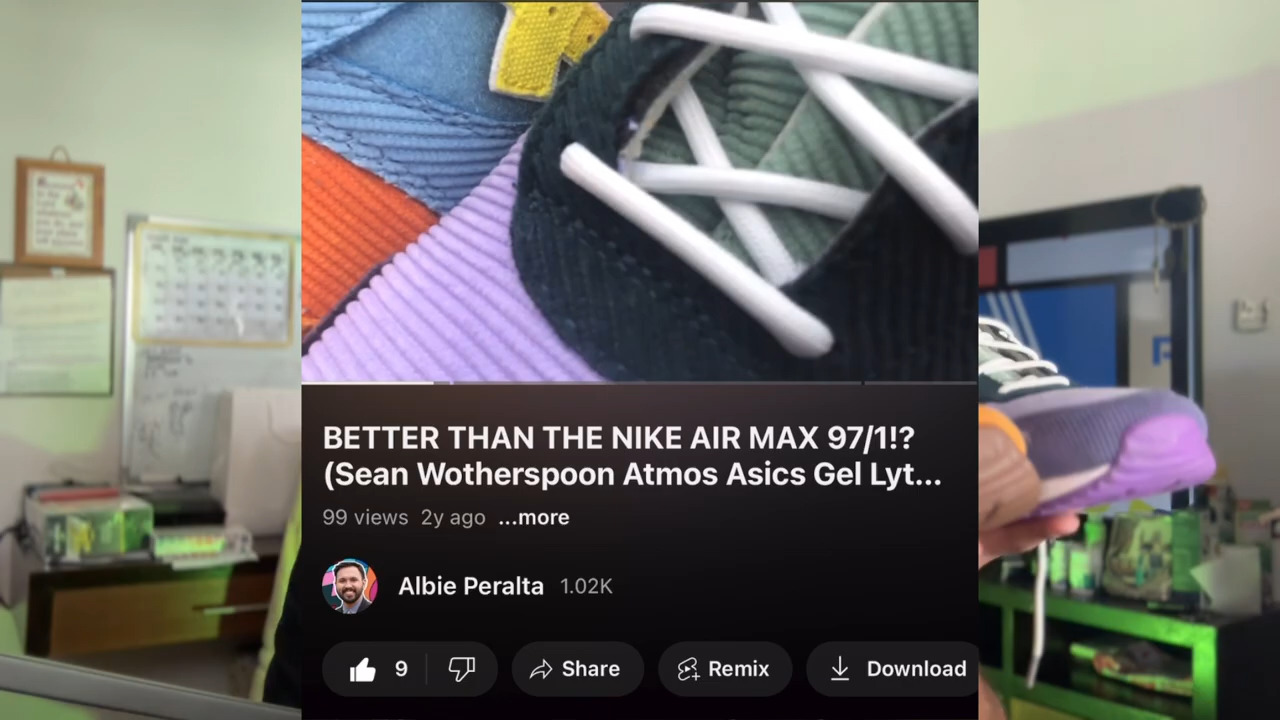 BETTER THAN THE NIKE AIR MAX 97/1!?
(Sean Wotherspoon Atmos Asics Gel Lyt...
99 views 2y ago ...more
Albie Peralta 1.02K
9 Share Remix Download